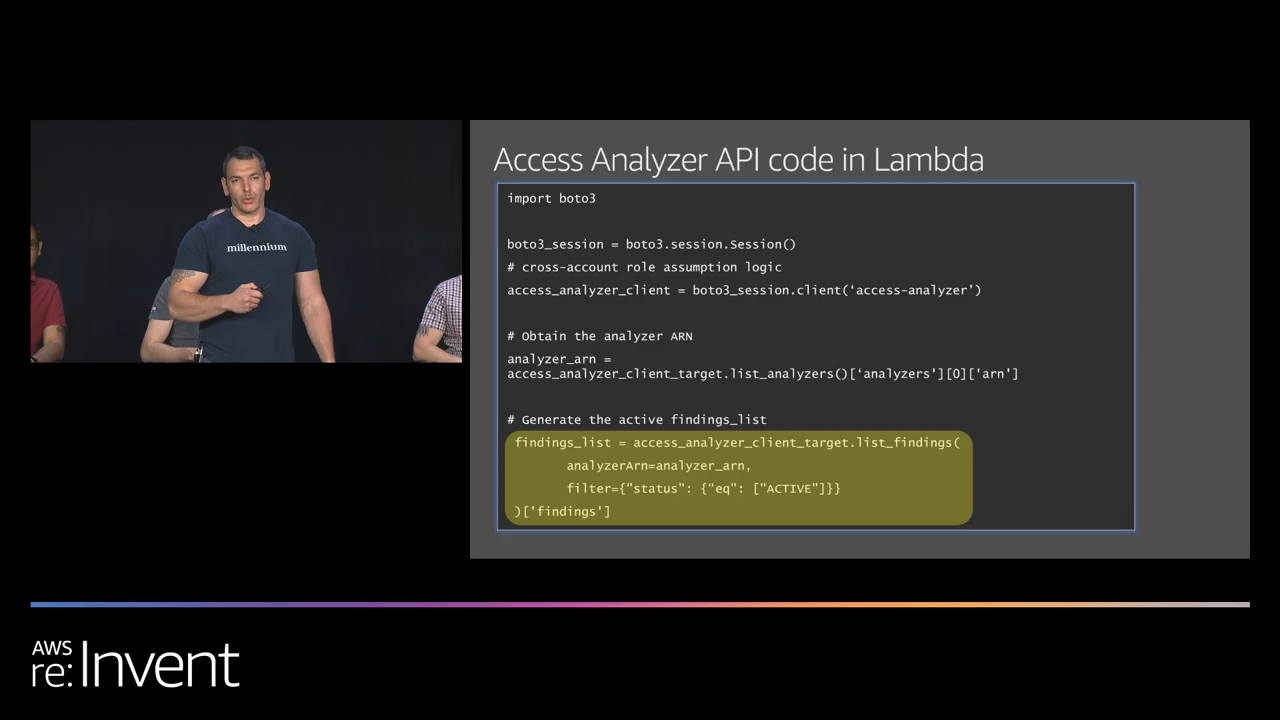 millennium
Access Analyzer API code in Lambda
import boto3
boto3_session = boto3.session.Session()
# cross-account role assumption logic
access_analyzer_client = boto3_session.client(‘access-analyzer’)
# Obtain the analyzer ARN
analyzer_arn =
access_analyzer_client_target.list_analyzers()[‘analyzers'][0]['arn']
# Generate the active findings_list
findings_list = access_analyzer_client_target.list_findings(
analyzerArn=analyzer_arn,
filter={"status": {“eq": ["ACTIVE"]}}
)['findings']
AWS
re:Invent